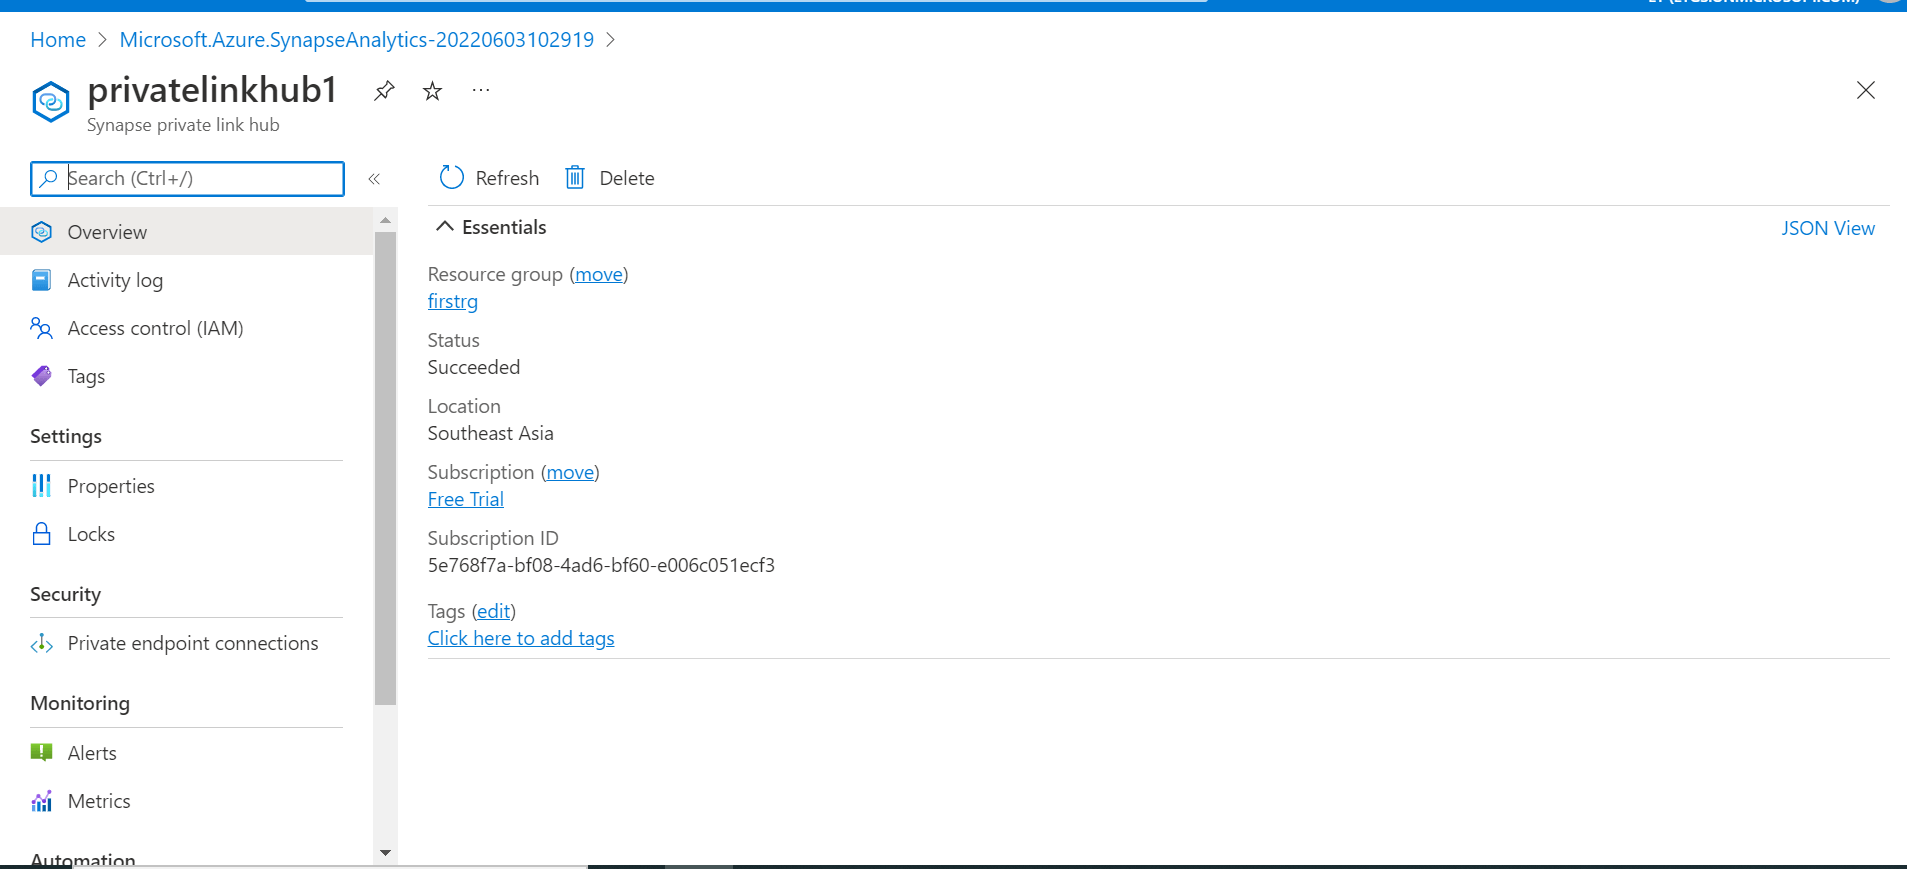 Home > Microsoft.Azure.SynapseAnalytics-20220603102919 >
privatelinkhub1
Synapse private link hub
Search (Ctrl+/)
«
Refresh
Delete
Overview
Activity log
Access control (IAM)
Tags
Settings
Properties
Locks
Security
Private endpoint connections
Monitoring
Alerts
Metrics
Automation
Essentials
JSON View
Resource group (move)
firstrg
Status
Succeeded
Location
Southeast Asia
Subscription (move)
Free Trial
Subscription ID
5e768f7a-bf08-4ad6-bf60-e006c051ecf3
Tags (edit)
Click here to add tags